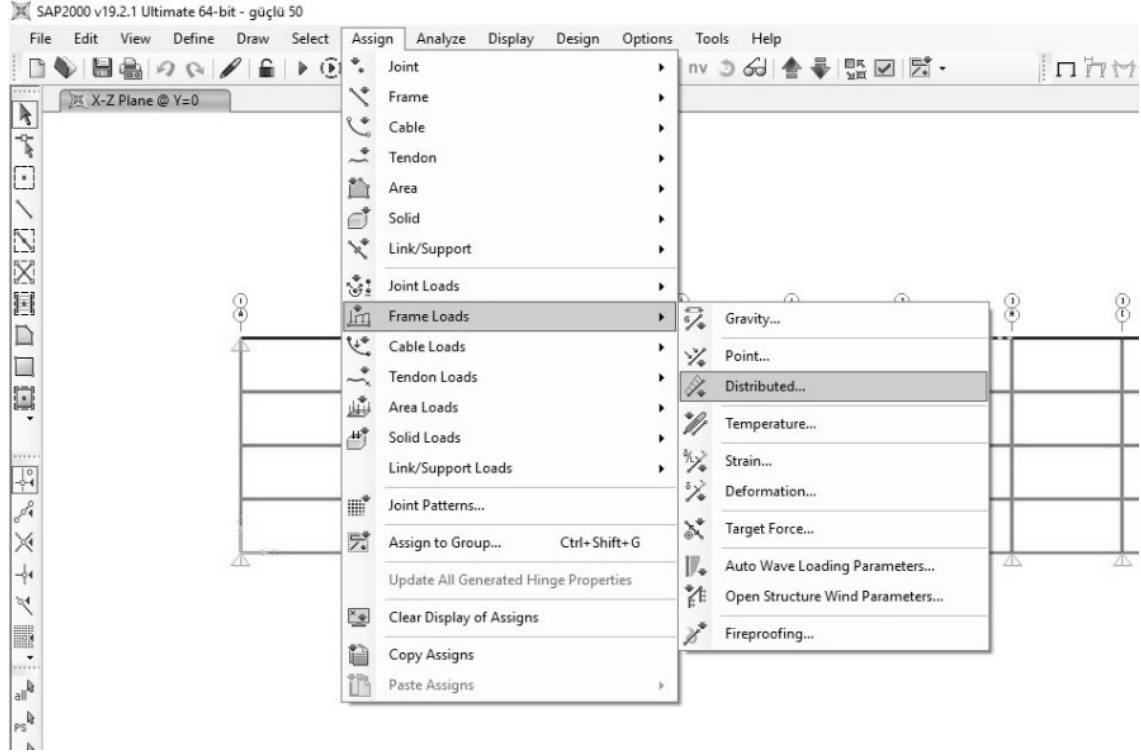 SAP2000 v19.2.1 Ultimate 64-bit - güçlü 50
File Edit View Define Draw Select Assign Analyze Display Design Options Tools Help
nv 3-d
X-Z Plane @ Y=0
Joint
Frame
Cable
Tendon
Area
Solid
Link/Support
Joint Loads
Frame Loads
Cable Loads
Tendon Loads
Area Loads
Solid Loads
Link/Support Loads
Joint Patterns...
Assign to Group... Ctrl+Shift+G
Update All Generated Hinge Properties
Clear Display of Assigns
Copy Assigns
Paste Assigns
Gravity...
Point...
Distributed...
Temperature...
Strain...
Deformation...
Target Force...
Auto Wave Loading Parameters...
Open Structure Wind Parameters...
Fireproofing...
all
PS